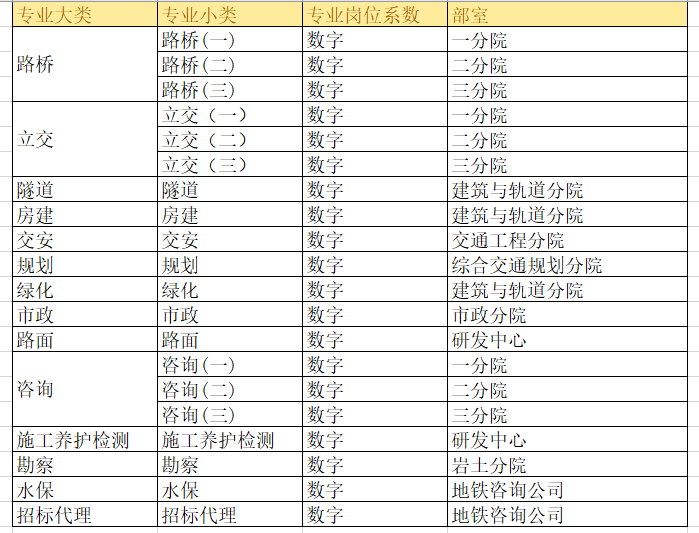 专业大类 专业小类 专业岗位系数 部室
路桥 路桥(一) 数字 一分院
路桥(二) 数字 二分院
路桥(三) 数字 三分院
立交 立交（一） 数字 一分院
立交（二） 数字 二分院
立交（三） 数字 三分院
隧道 隧道 数字 建筑与轨道分院
房建 房建 数字 建筑与轨道分院
交安 交安 数字 交通工程分院
规划 规划 数字 综合交通规划分院
绿化 绿化 数字 建筑与轨道分院
市政 市政 数字 市政分院
路面 路面 数字 研发中心
咨询 咨询(一) 数字 一分院
咨询(二) 数字 二分院
咨询(三) 数字 三分院
施工养护检测 施工养护检测 数字 研发中心
勘察 勘察 数字 岩土分院
水保 水保 数字 地铁咨询公司
招标代理 招标代理 数字 地铁咨询公司